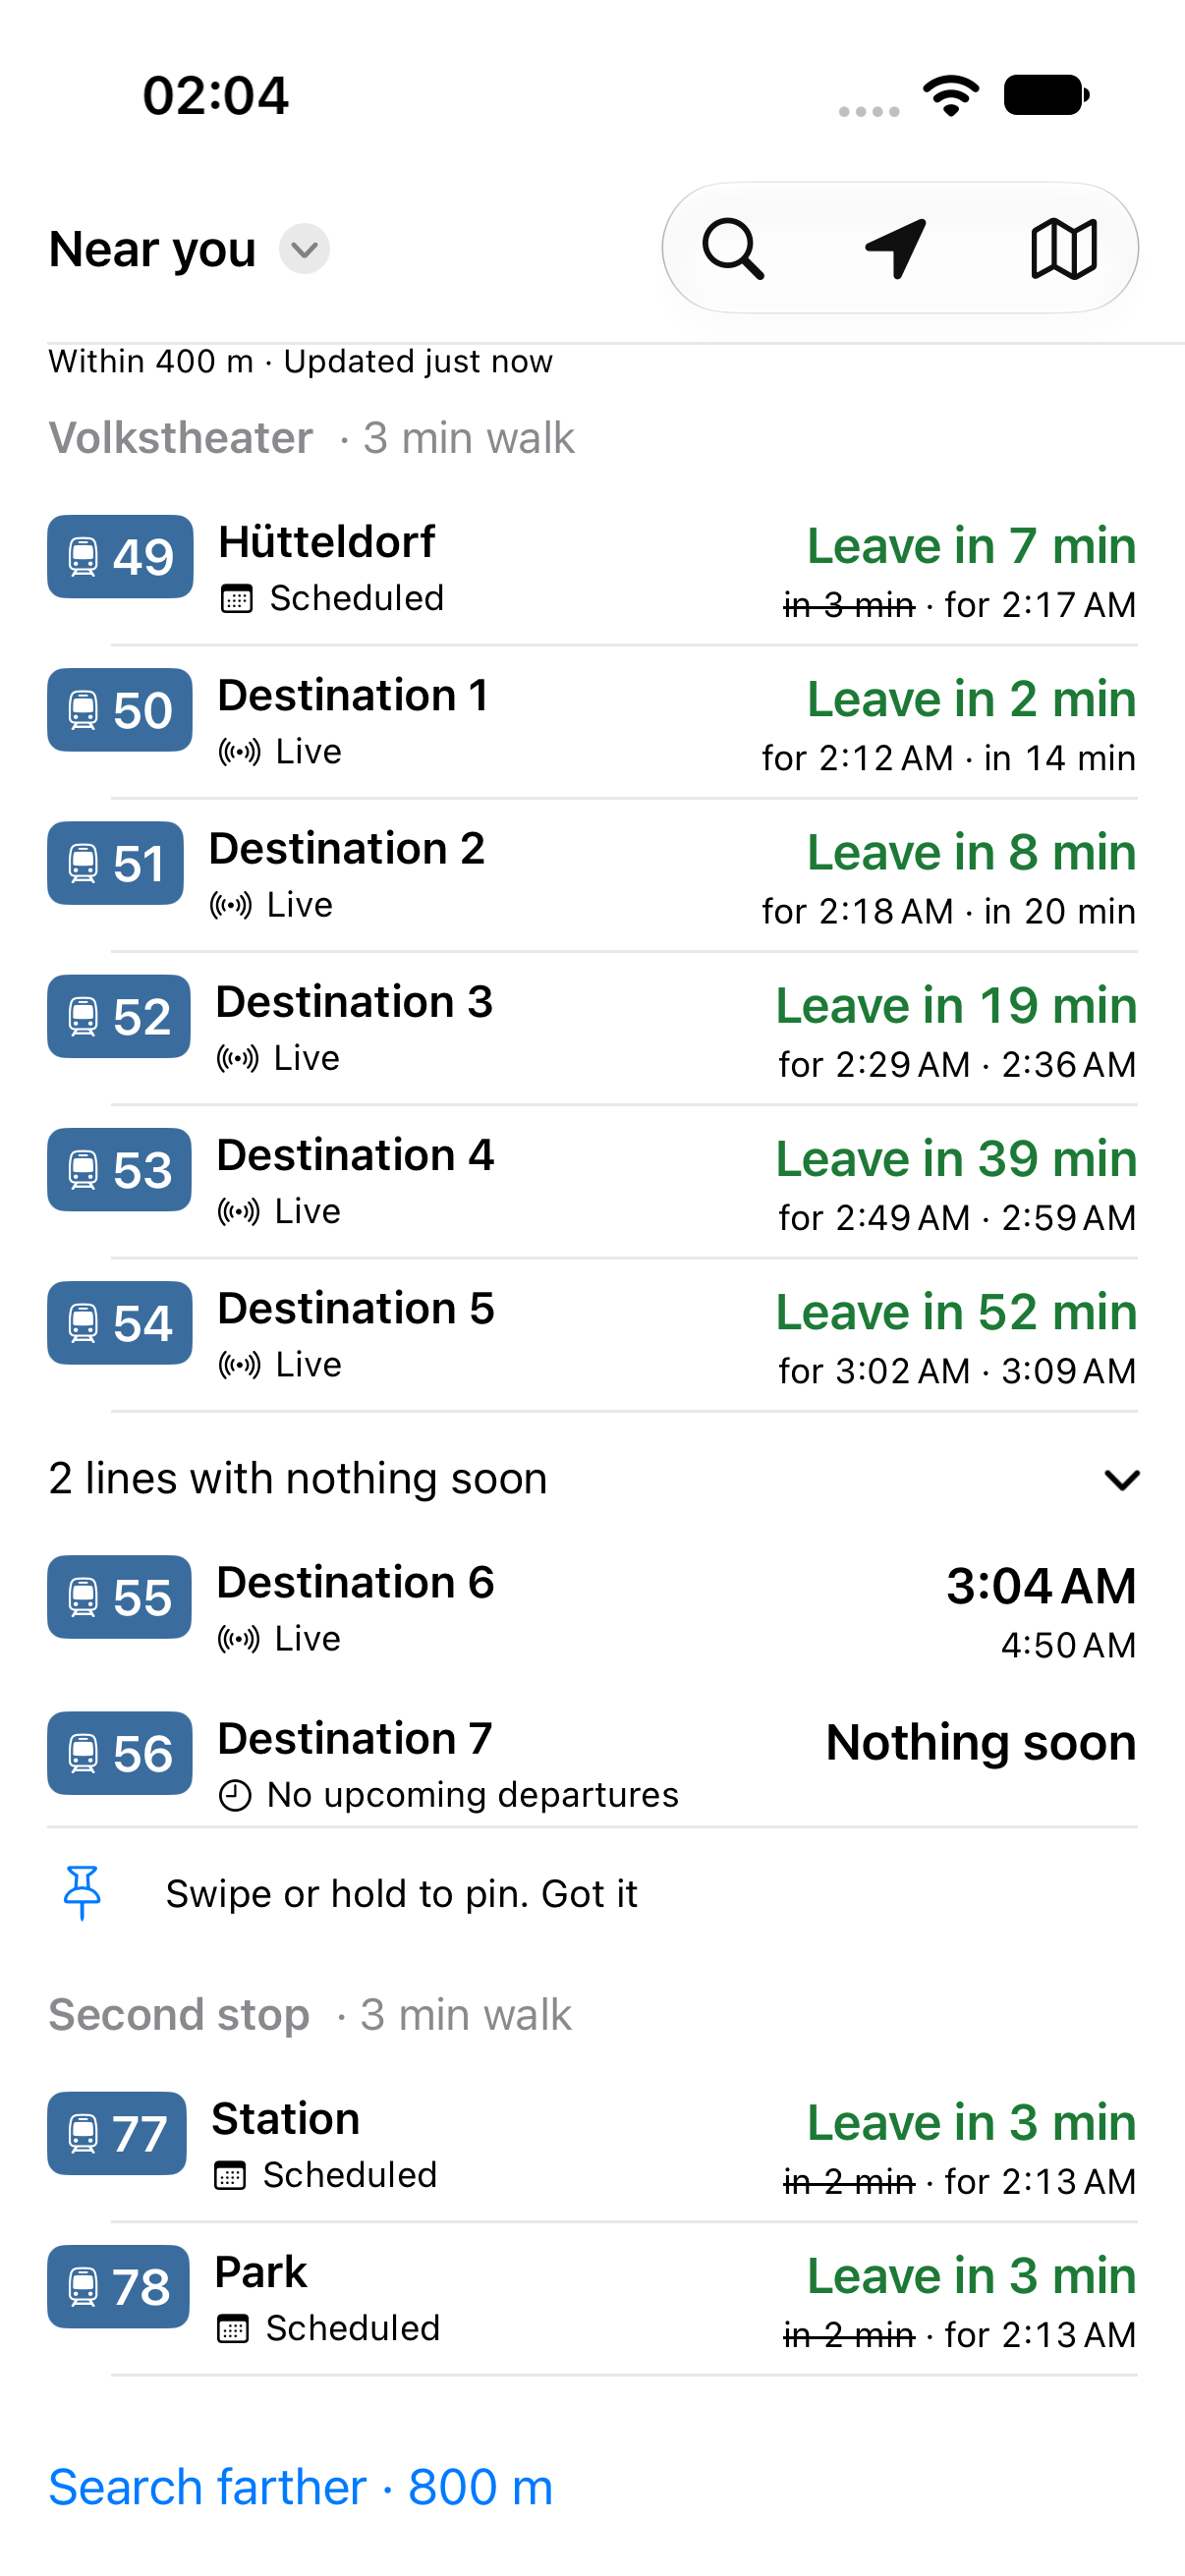 02:04
Near you
Within 400 m · Updated just now
Volkstheater · 3 min walk
49 Hütteldorf Leave in 7 min
Scheduled in 3 min · for 2:17 AM
50 Destination 1 Leave in 2 min
Live for 2:12 AM · in 14 min
51 Destination 2 Leave in 8 min
Live for 2:18 AM · in 20 min
52 Destination 3 Leave in 19 min
Live for 2:29 AM · 2:36 AM
53 Destination 4 Leave in 39 min
Live for 2:49 AM · 2:59 AM
54 Destination 5 Leave in 52 min
Live for 3:02 AM · 3:09 AM
2 lines with nothing soon
55 Destination 6 3:04 AM
Live 4:50 AM
56 Destination 7 Nothing soon
No upcoming departures
Swipe or hold to pin. Got it
Second stop · 3 min walk
77 Station Leave in 3 min
Scheduled in 2 min · for 2:13 AM
78 Park Leave in 3 min
Scheduled in 2 min · for 2:13 AM
Search farther · 800 m